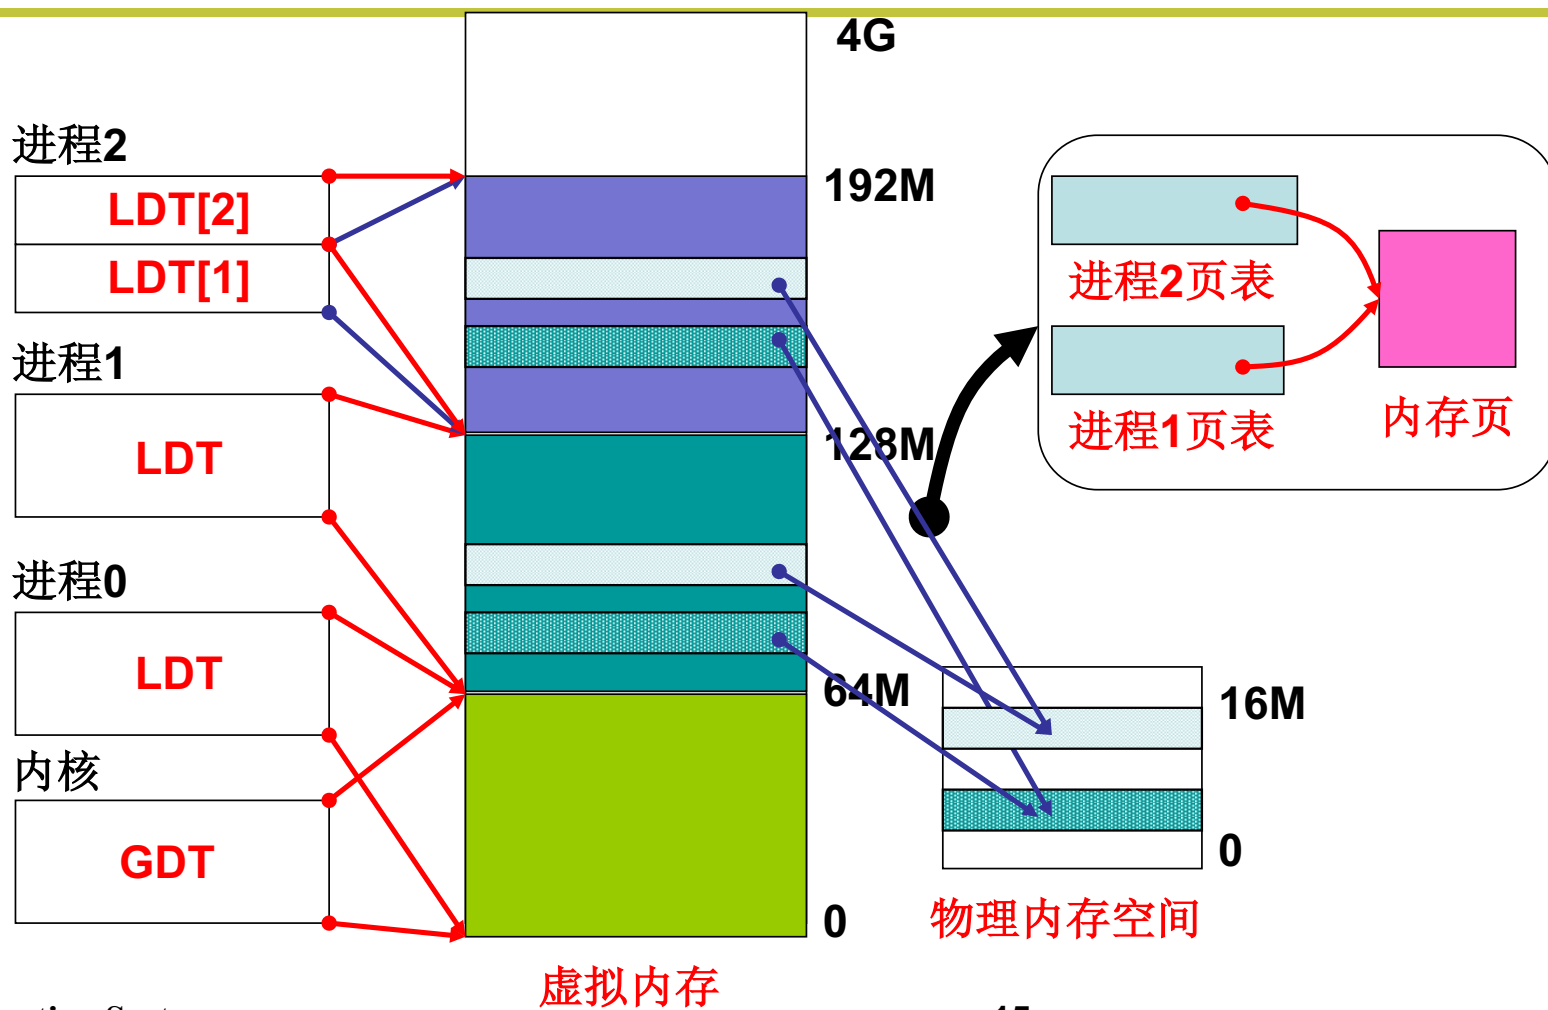 4G
进程2
LDT[2]
LDT[1]
192M
进程2页表
进程1页表
内存页
进程1
LDT
128M
进程0
LDT
64M
16M
内核
GDT
0
0
物理内存空间
虚拟内存